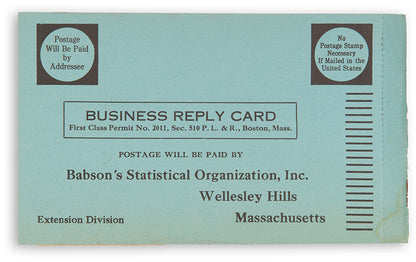 Postage
Will Be Paid
by
Addressee
No
Postage Stamp
Necessary
If Mailed in the
United States
BUSINESS REPLY CARD
First Class Permit No. 2011, Sec. 510 P. L. & R., Boston, Mass.
POSTAGE WILL BE PAID BY
Babson's Statistical Organization, Inc.
Wellesley Hills
Extension Division
Massachusetts